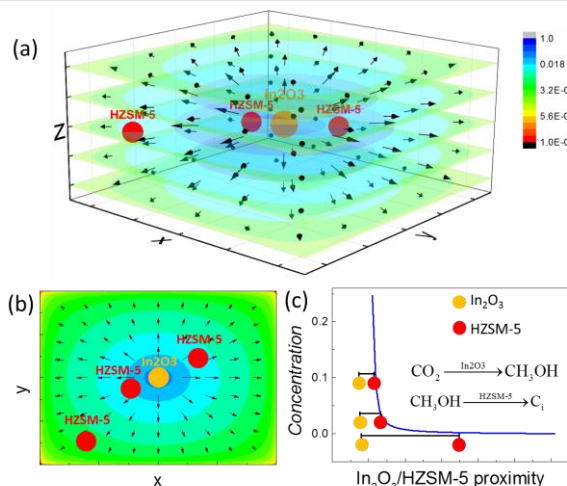 (a)
1.0
0.018
3.2E-0
5.6E-0
1.0E-0
In2O3
HZSM-5
HZSM-5
HZSM-5
Z
x
y
(b)
In2O3
HZSM-5
HZSM-5
HZSM-5
y
x
(c)
In₂O₃
HZSM-5
CO₂ —In2O3→ CH₃OH
CH₃OH —HZSM-5→ Cᵢ
0.2
0.1
0.0
Concentration
In₂O₃/HZSM-5 proximity